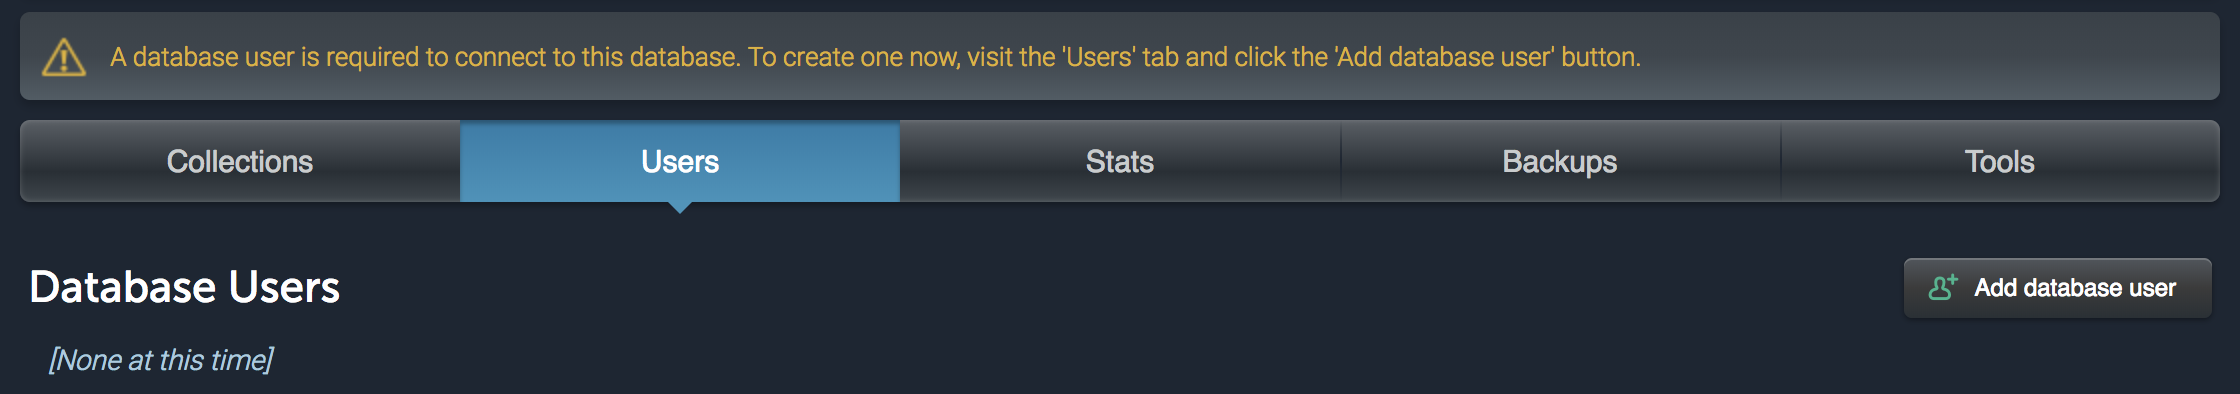 A database user is required to connect to this database. To create one now, visit the 'Users' tab and click the 'Add database user' button.
Collections Users Stats Backups Tools
Database Users Add database user
[None at this time]